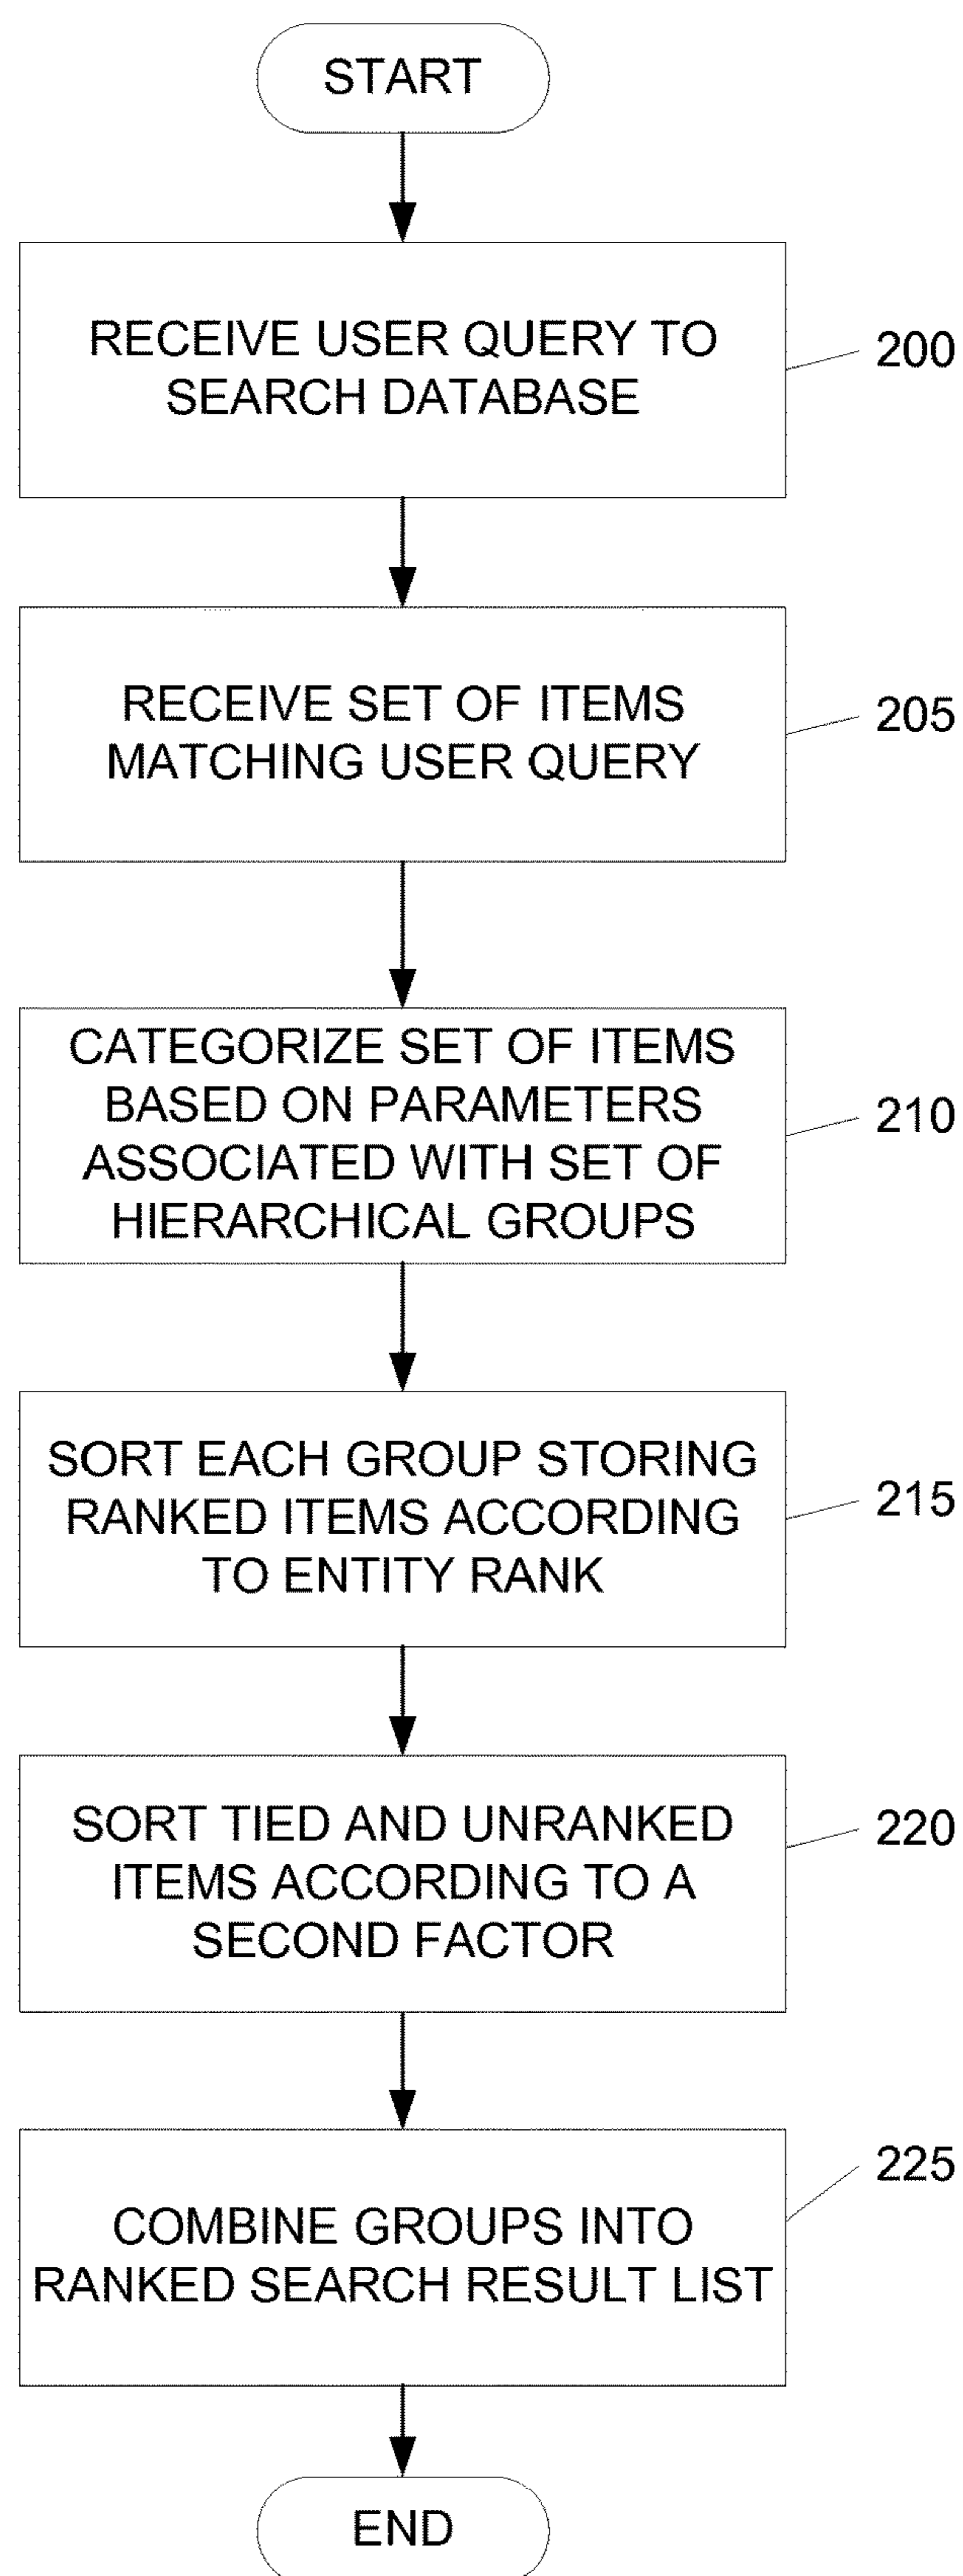 START
RECEIVE USER QUERY TO
SEARCH DATABASE
200
RECEIVE SET OF ITEMS
MATCHING USER QUERY
205
CATEGORIZE SET OF ITEMS
BASED ON PARAMETERS
ASSOCIATED WITH SET OF
HIERARCHICAL GROUPS
210
SORT EACH GROUP STORING
RANKED ITEMS ACCORDING
TO ENTITY RANK
215
SORT TIED AND UNRANKED
ITEMS ACCORDING TO A
SECOND FACTOR
220
COMBINE GROUPS INTO
RANKED SEARCH RESULT LIST
225
END